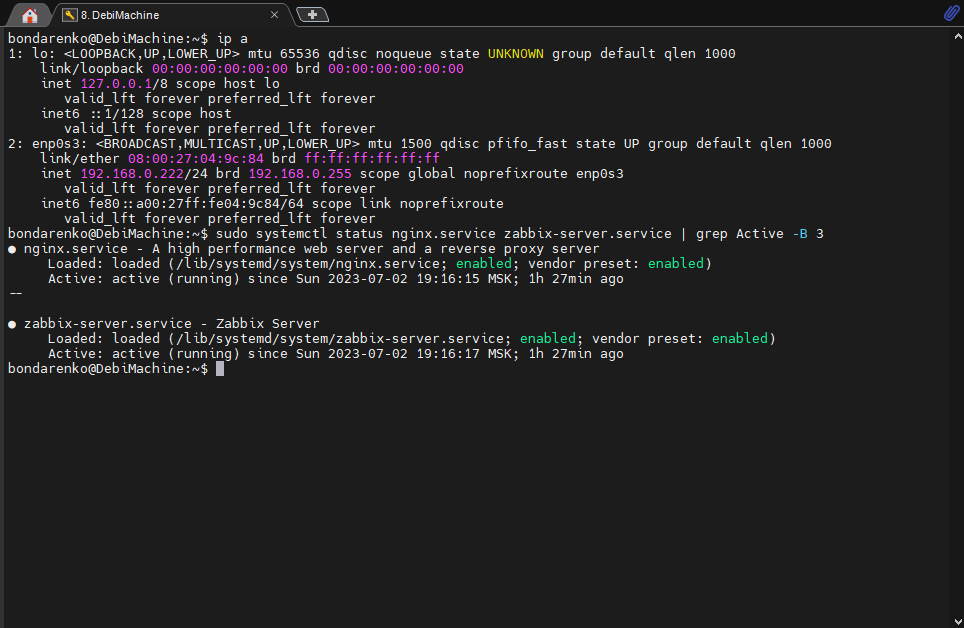 8. DebiMachine
bondarenko@DebiMachine:~$ ip a
1: lo: <LOOPBACK,UP,LOWER_UP> mtu 65536 qdisc noqueue state UNKNOWN group default qlen 1000
    link/loopback 00:00:00:00:00:00 brd 00:00:00:00:00:00
    inet 127.0.0.1/8 scope host lo
       valid_lft forever preferred_lft forever
    inet6 ::1/128 scope host
       valid_lft forever preferred_lft forever
2: enp0s3: <BROADCAST,MULTICAST,UP,LOWER_UP> mtu 1500 qdisc pfifo_fast state UP group default qlen 1000
    link/ether 08:00:27:04:9c:84 brd ff:ff:ff:ff:ff:ff
    inet 192.168.0.222/24 brd 192.168.0.255 scope global noprefixroute enp0s3
       valid_lft forever preferred_lft forever
    inet6 fe80::a00:27ff:fe04:9c84/64 scope link noprefixroute
       valid_lft forever preferred_lft forever
bondarenko@DebiMachine:~$ sudo systemctl status nginx.service zabbix-server.service | grep Active -B 3
● nginx.service - A high performance web server and a reverse proxy server
     Loaded: loaded (/lib/systemd/system/nginx.service; enabled; vendor preset: enabled)
     Active: active (running) since Sun 2023-07-02 19:16:15 MSK; 1h 27min ago
--
● zabbix-server.service - Zabbix Server
     Loaded: loaded (/lib/systemd/system/zabbix-server.service; enabled; vendor preset: enabled)
     Active: active (running) since Sun 2023-07-02 19:16:17 MSK; 1h 27min ago
bondarenko@DebiMachine:~$